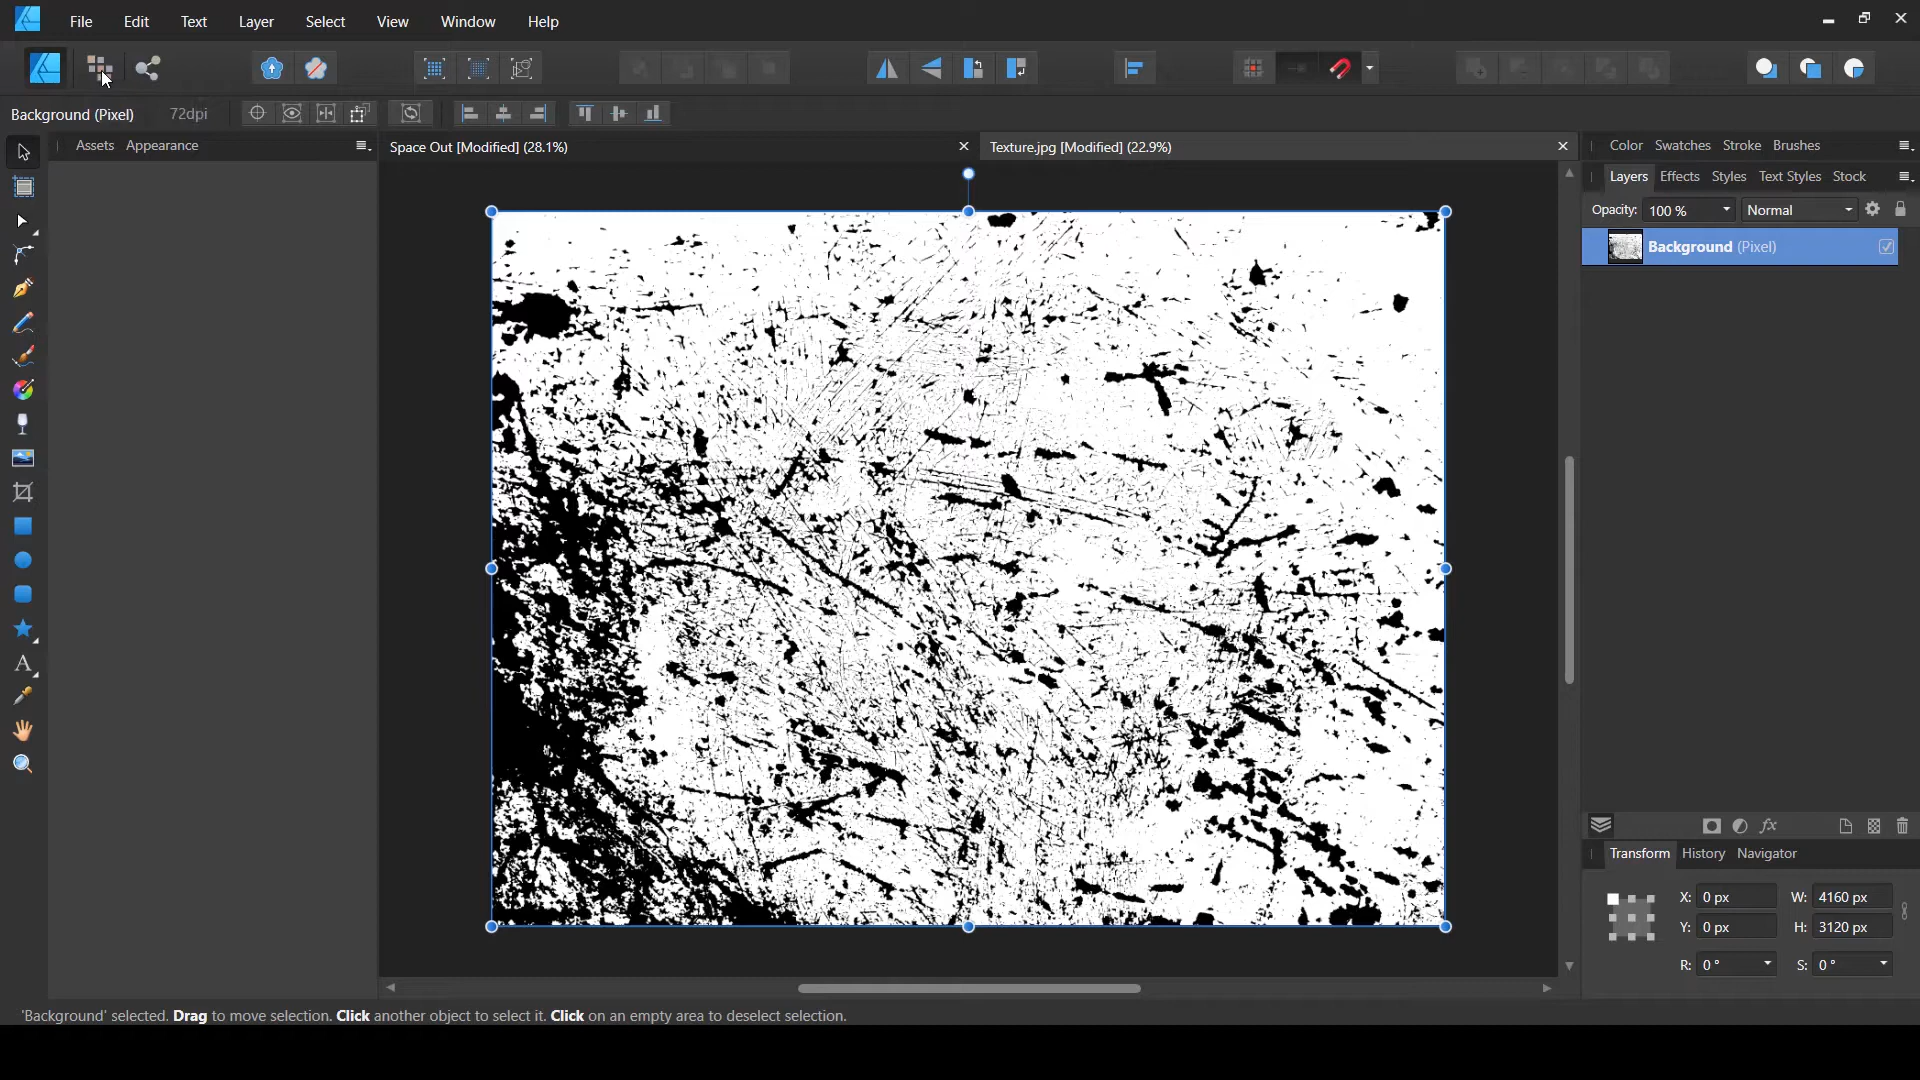 File Edit Text Layer Select View Window Help
Background (Pixel) 72dpi
Assets Appearance
Space Out [Modified] (28.1%)
Texture.jpg [Modified] (22.9%)
Color Swatches Stroke Brushes
Layers Effects Styles Text Styles Stock
Opacity: 100 % Normal
Background (Pixel)
Transform History Navigator
X: 0 px W: 4160 px
Y: 0 px H: 3120 px
R: 0 ° S: 0 °
'Background' selected. Drag to move selection. Click another object to select it. Click on an empty area to deselect selection.